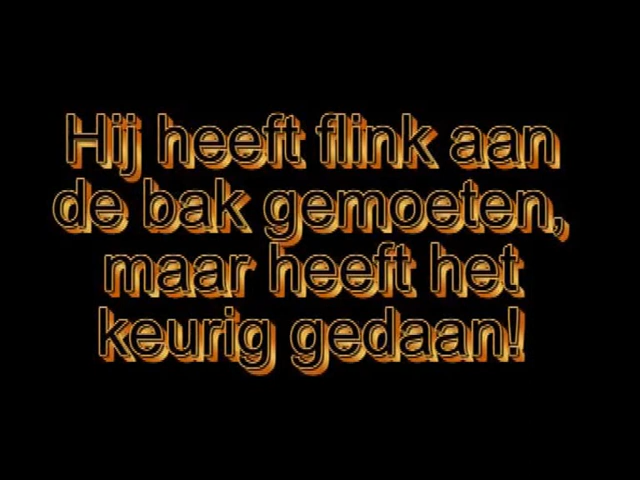 Hij heeft flink aan
de bak gemoeten,
maar heeft het
keurig gedaan!